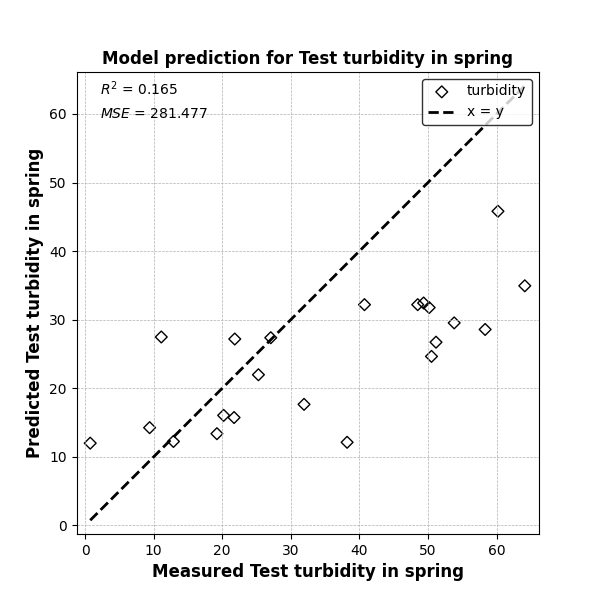 Model prediction for Test turbidity in spring
R² = 0.165
MSE = 281.477
turbidity
x = y
Predicted Test turbidity in spring
60
50
40
30
20
10
0
0 10 20 30 40 50 60
Measured Test turbidity in spring